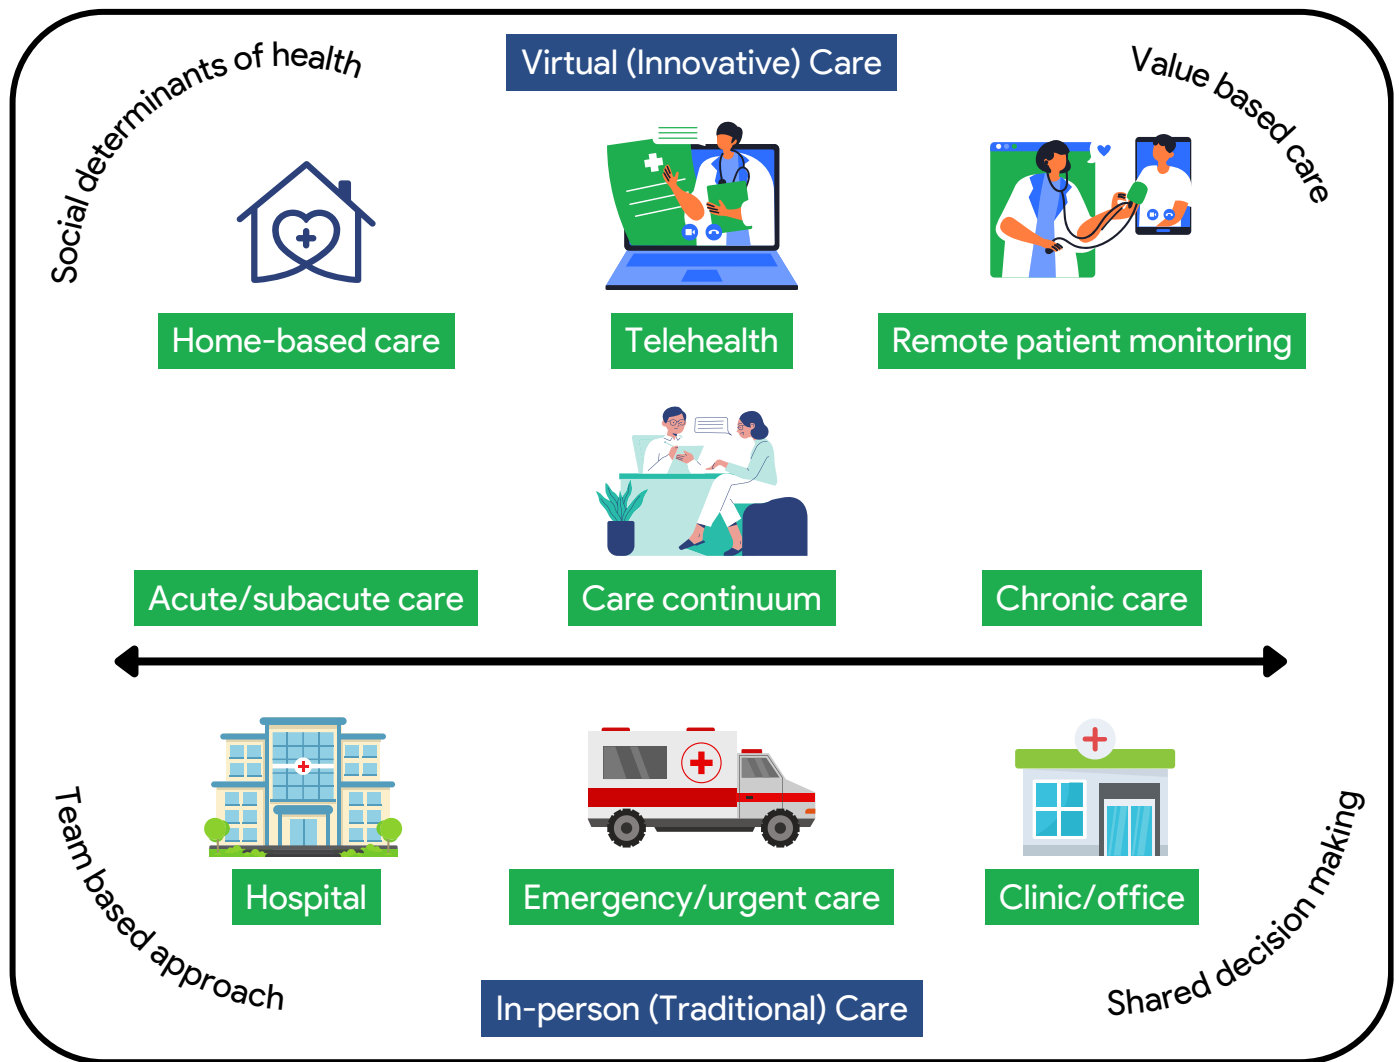 Social determinants of health
Virtual (Innovative) Care
Value based care
Home-based care
Telehealth
Remote patient monitoring
Acute/subacute care
Care continuum
Chronic care
Hospital
Emergency/urgent care
Clinic/office
Team based approach
In-person (Traditional) Care
Shared decision making